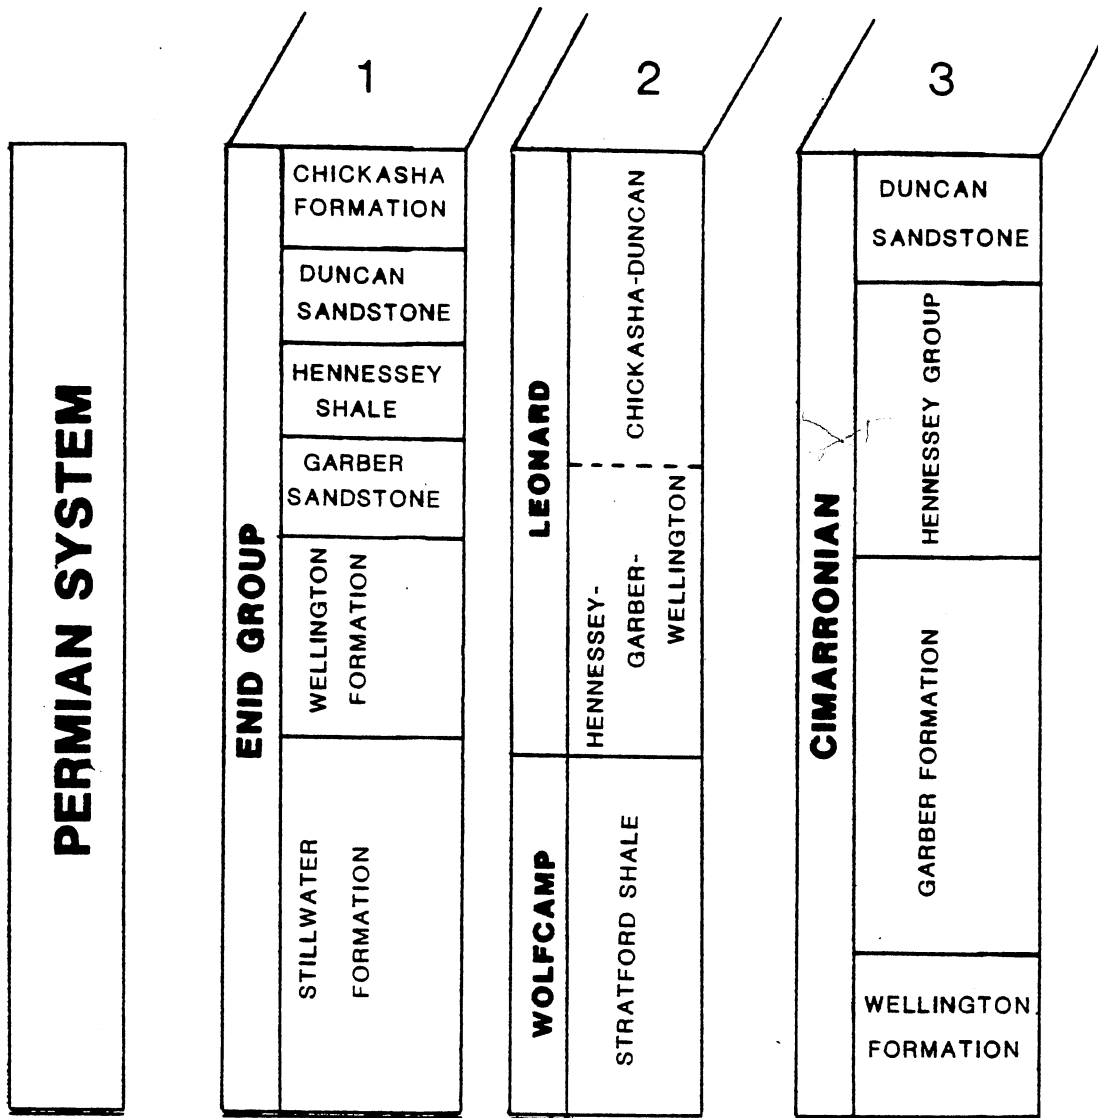 PERMIAN SYSTEM
1
ENID GROUP
CHICKASHA
FORMATION
DUNCAN
SANDSTONE
HENNESSEY
SHALE
GARBER
SANDSTONE
WELLINGTON
FORMATION
STILLWATER
FORMATION
2
LEONARD
CHICKASHA-DUNCAN
HENNESSEY-
GARBER-
WELLINGTON
WOLFCAMP
STRATFORD SHALE
3
CIMARRONIAN
DUNCAN
SANDSTONE
HENNESSEY GROUP
GARBER FORMATION
WELLINGTON
FORMATION